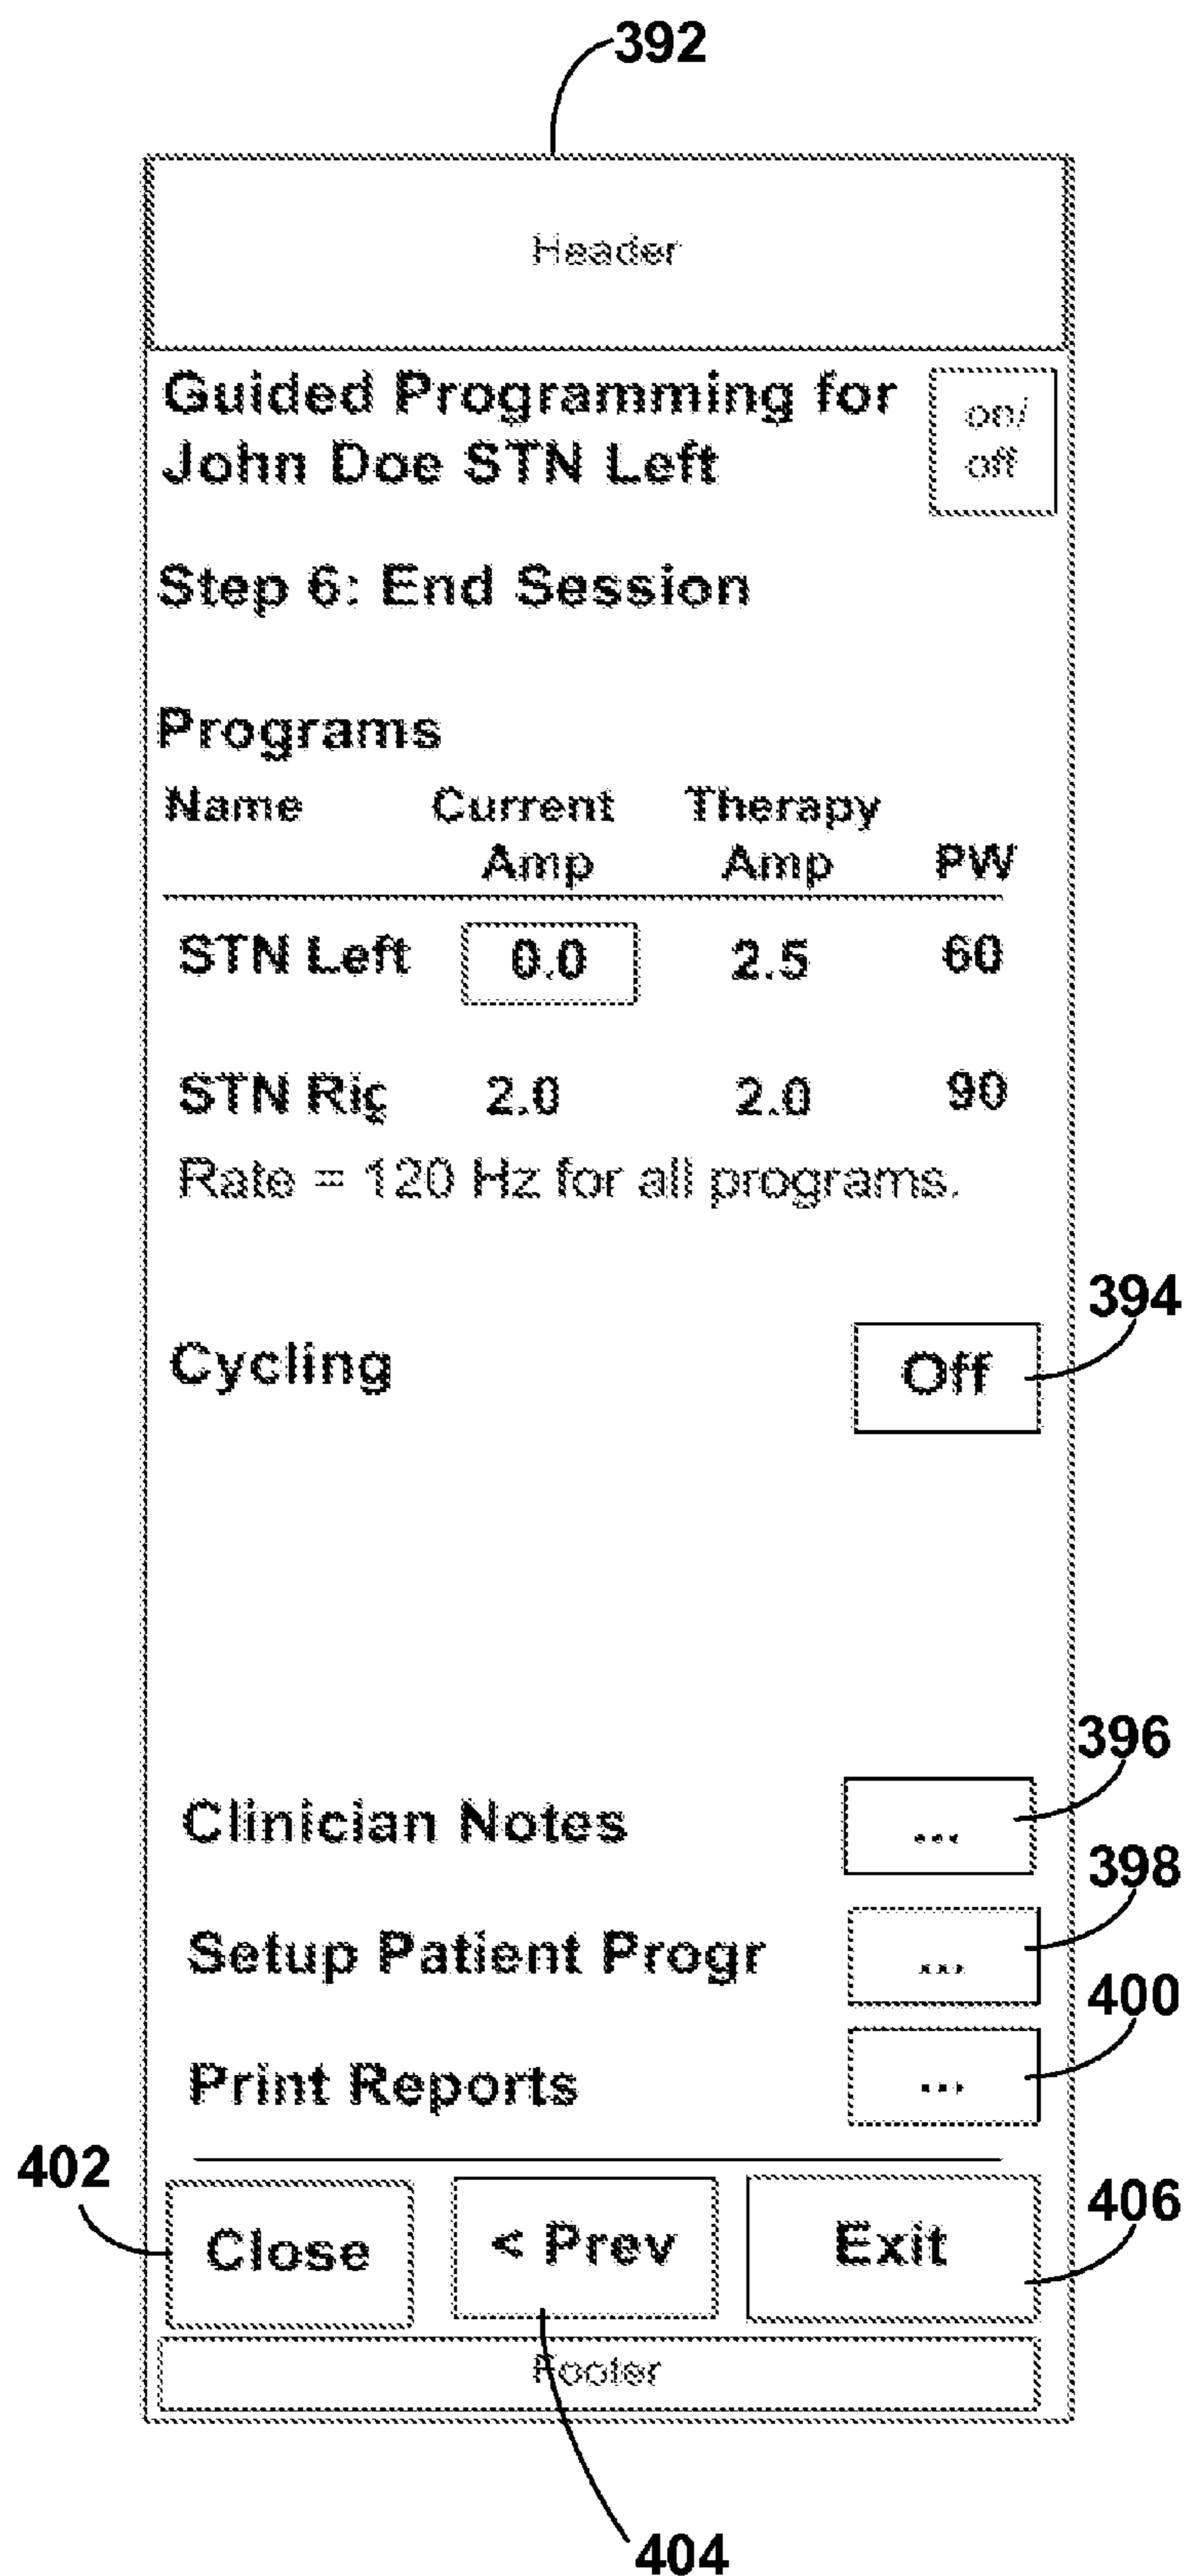 392
Header
Guided Programming for
John Doe STN Left
on/
off
Step 6: End Session
Programs
Name Current Therapy
Amp Amp PW
STN Left 0.0 2.5 60
STN Rig 2.0 2.0 90
Rate = 120 Hz for all programs.
394
Cycling Off
396
Clinician Notes ...
398
Setup Patient Progr ...
400
Print Reports ...
402
406
Close < Prev Exit
Footer
404